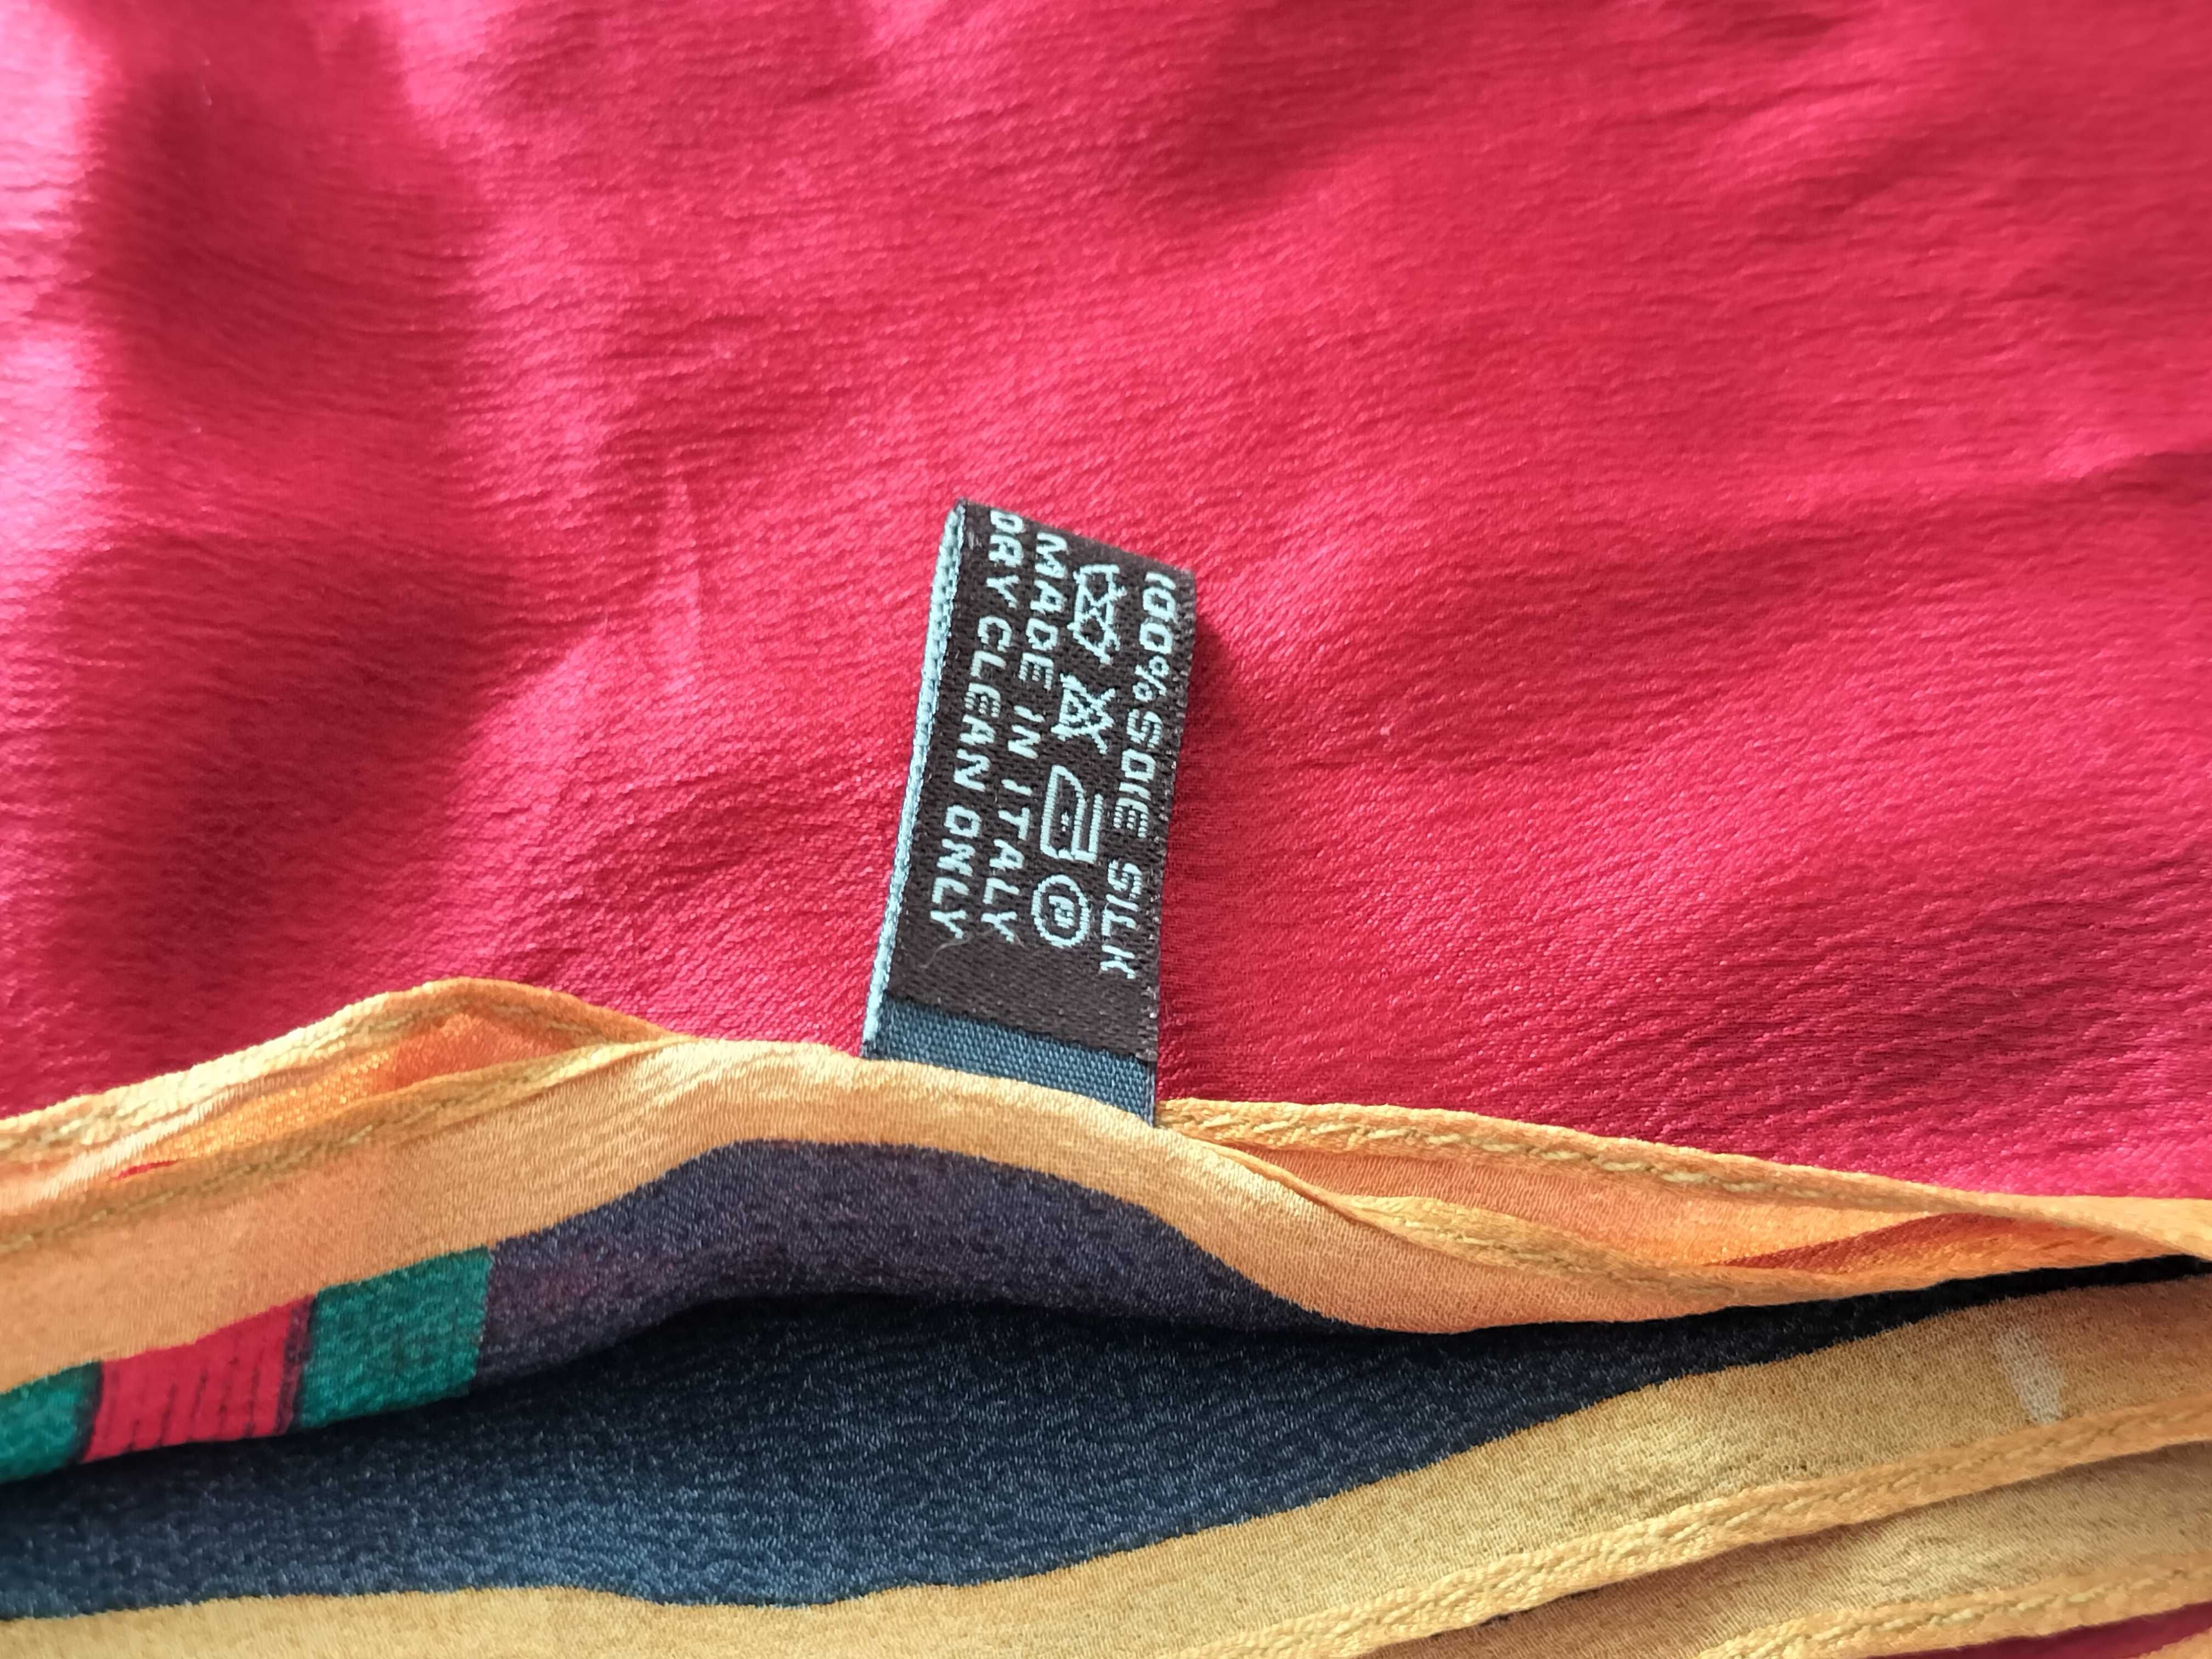 100% SOIE SILK
P
MADE IN ITALY
DRY CLEAN ONLY